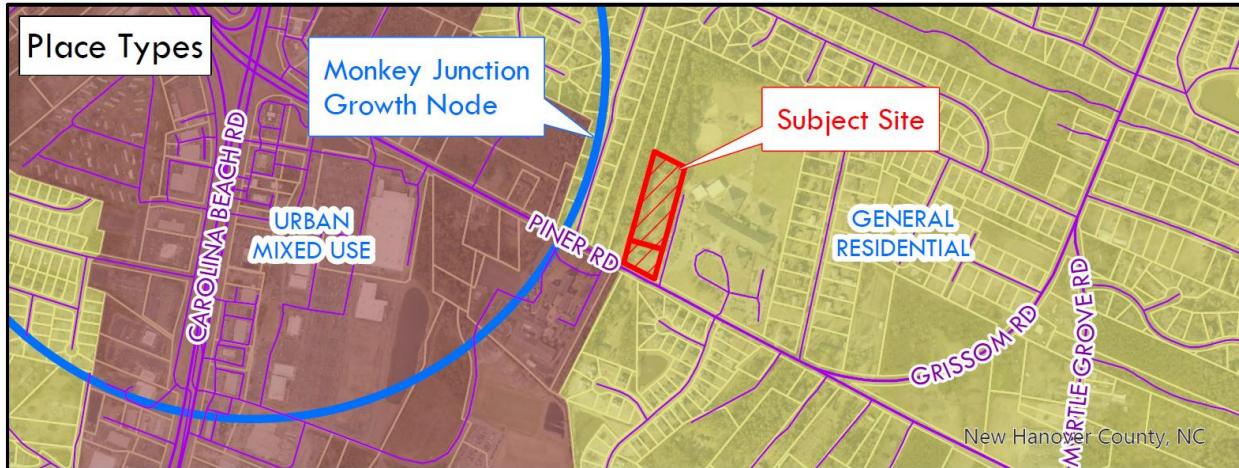 Place Types
Monkey Junction
Growth Node
Subject Site
CAROLINA BEACH RD
URBAN
MIXED USE
PINER RD
GENERAL
RESIDENTIAL
GRISSOM RD
MYRTLE GROVE RD
New Hanover County, NC